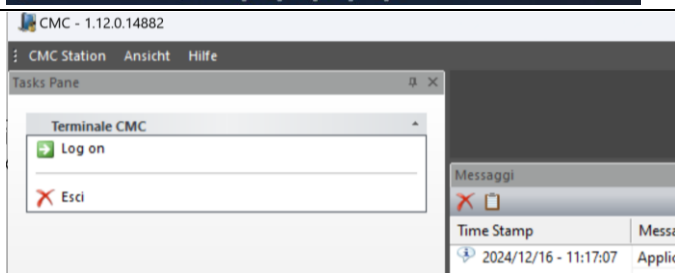 CMC - 1.12.0.14882
CMC Station Ansicht Hilfe
Tasks Pane
Terminale CMC
Log on
Esci
Messaggi
Time Stamp
2024/12/16 - 11:17:07